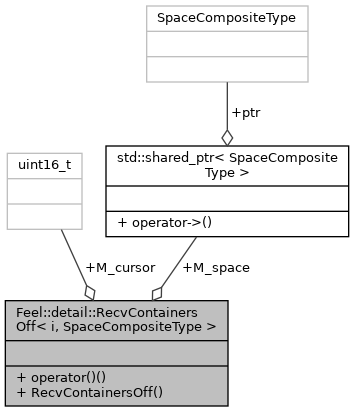 SpaceCompositeType
+ptr
uint16_t
std::shared_ptr< SpaceComposite
Type >
+ operator->()
+M_cursor
+M_space
Feel::detail::RecvContainers
Off< i, SpaceCompositeType >
+ operator()()
+ RecvContainersOff()